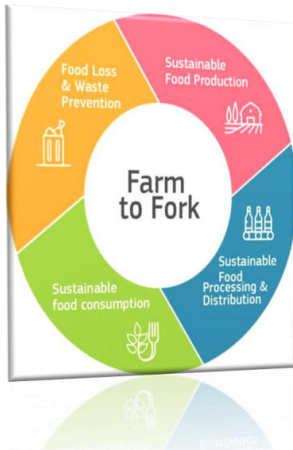 Food Loss
& Waste
Prevention
Sustainable
Food Production
Farm
to Fork
Sustainable
Food
Processing &
Distribution
Sustainable
food consumption